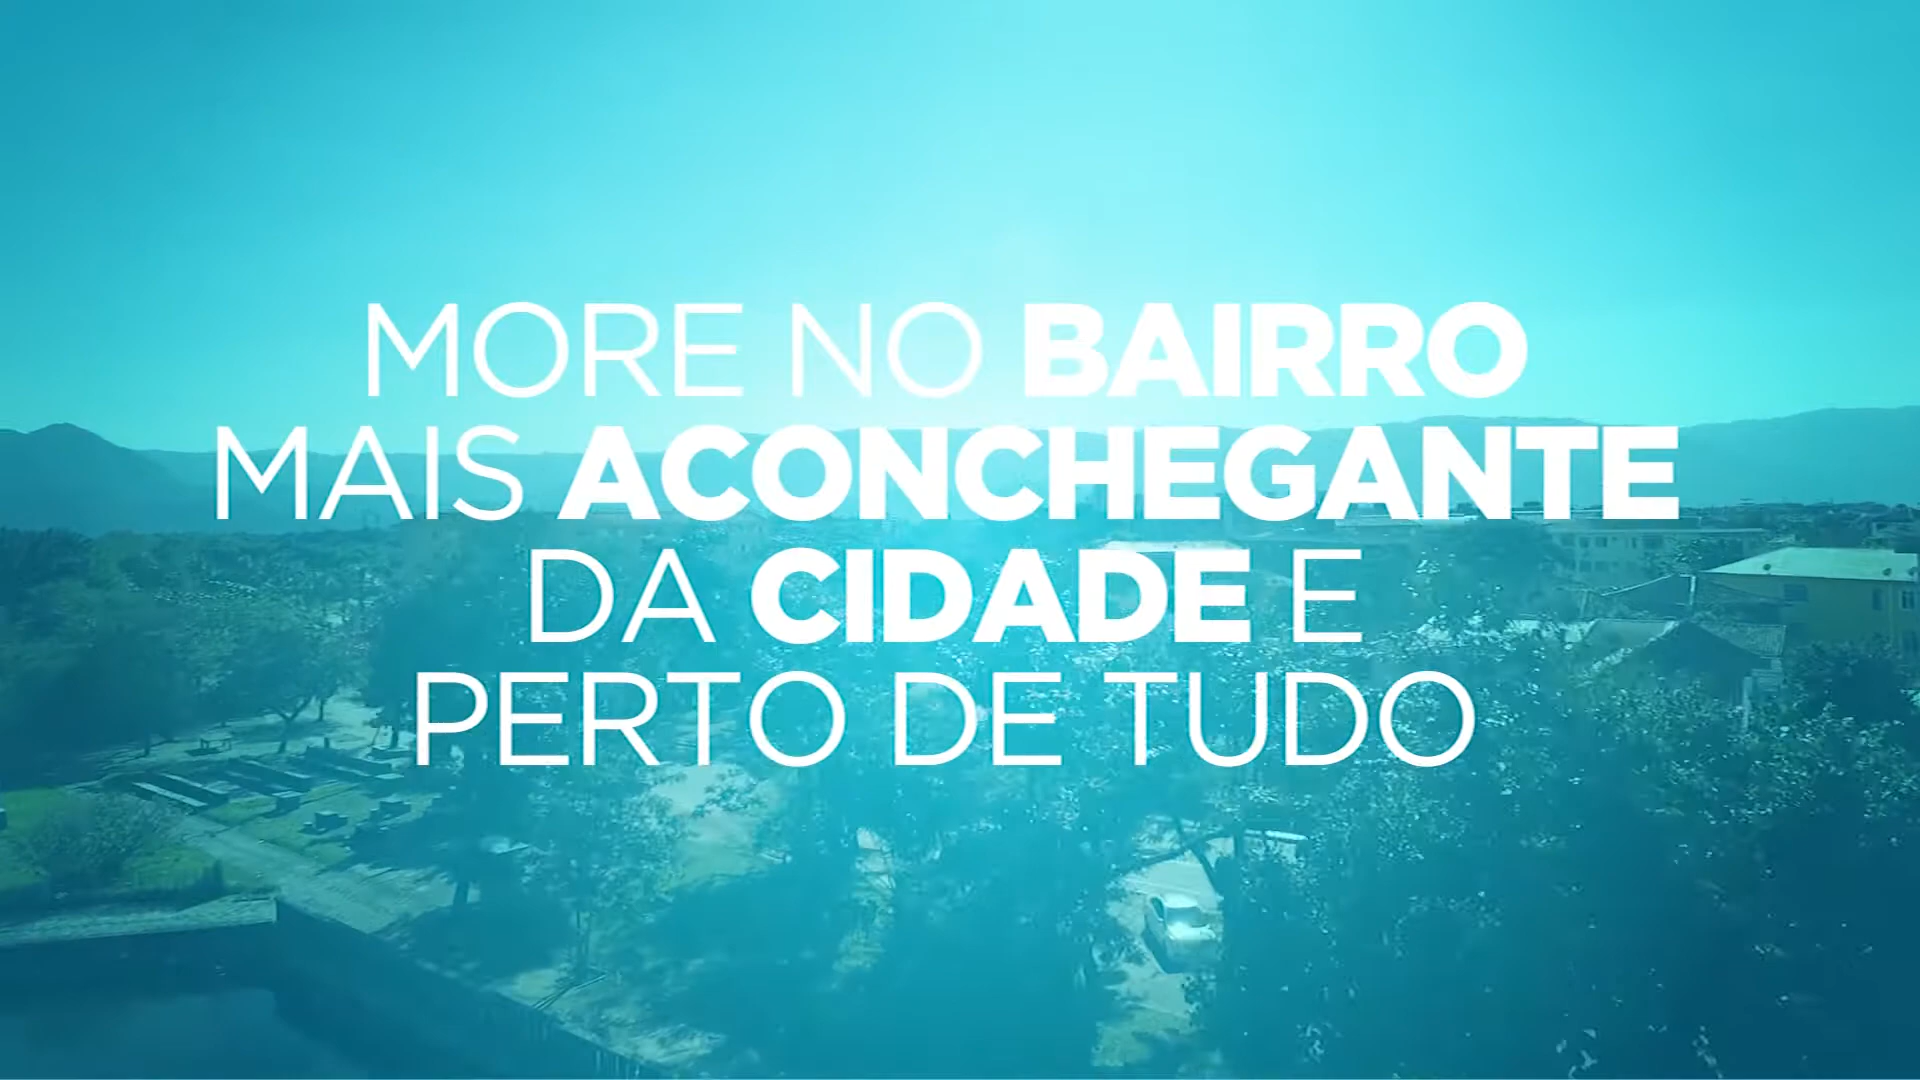 MORE NO BAIRRO
MAIS ACONCHEGANTE
DA CIDADE E
PERTO DE TUDO